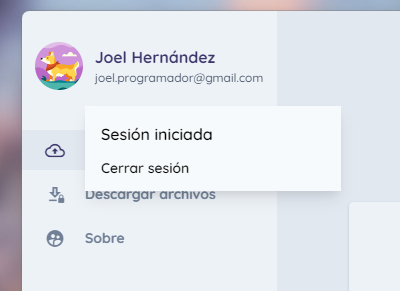 Joel Hernández
joel.programador@gmail.com
Sesión iniciada
Cerrar sesión
Descargar archivos
Sobre